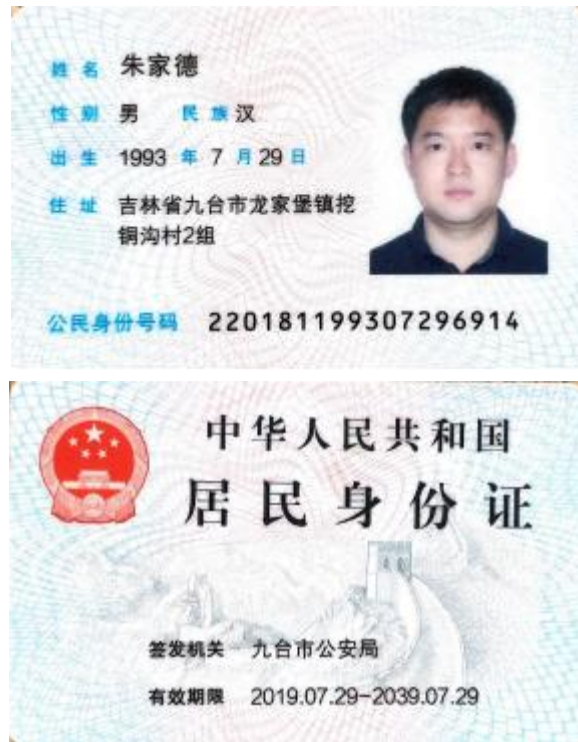 姓名 朱家德
性别 男 民族 汉
出生 1993 年 7 月 29 日
住址 吉林省九台市龙家堡镇挖
铜沟村2组
公民身份号码 220181199307296914
中华人民共和国
居民身份证
签发机关 九台市公安局
有效期限 2019.07.29-2039.07.29